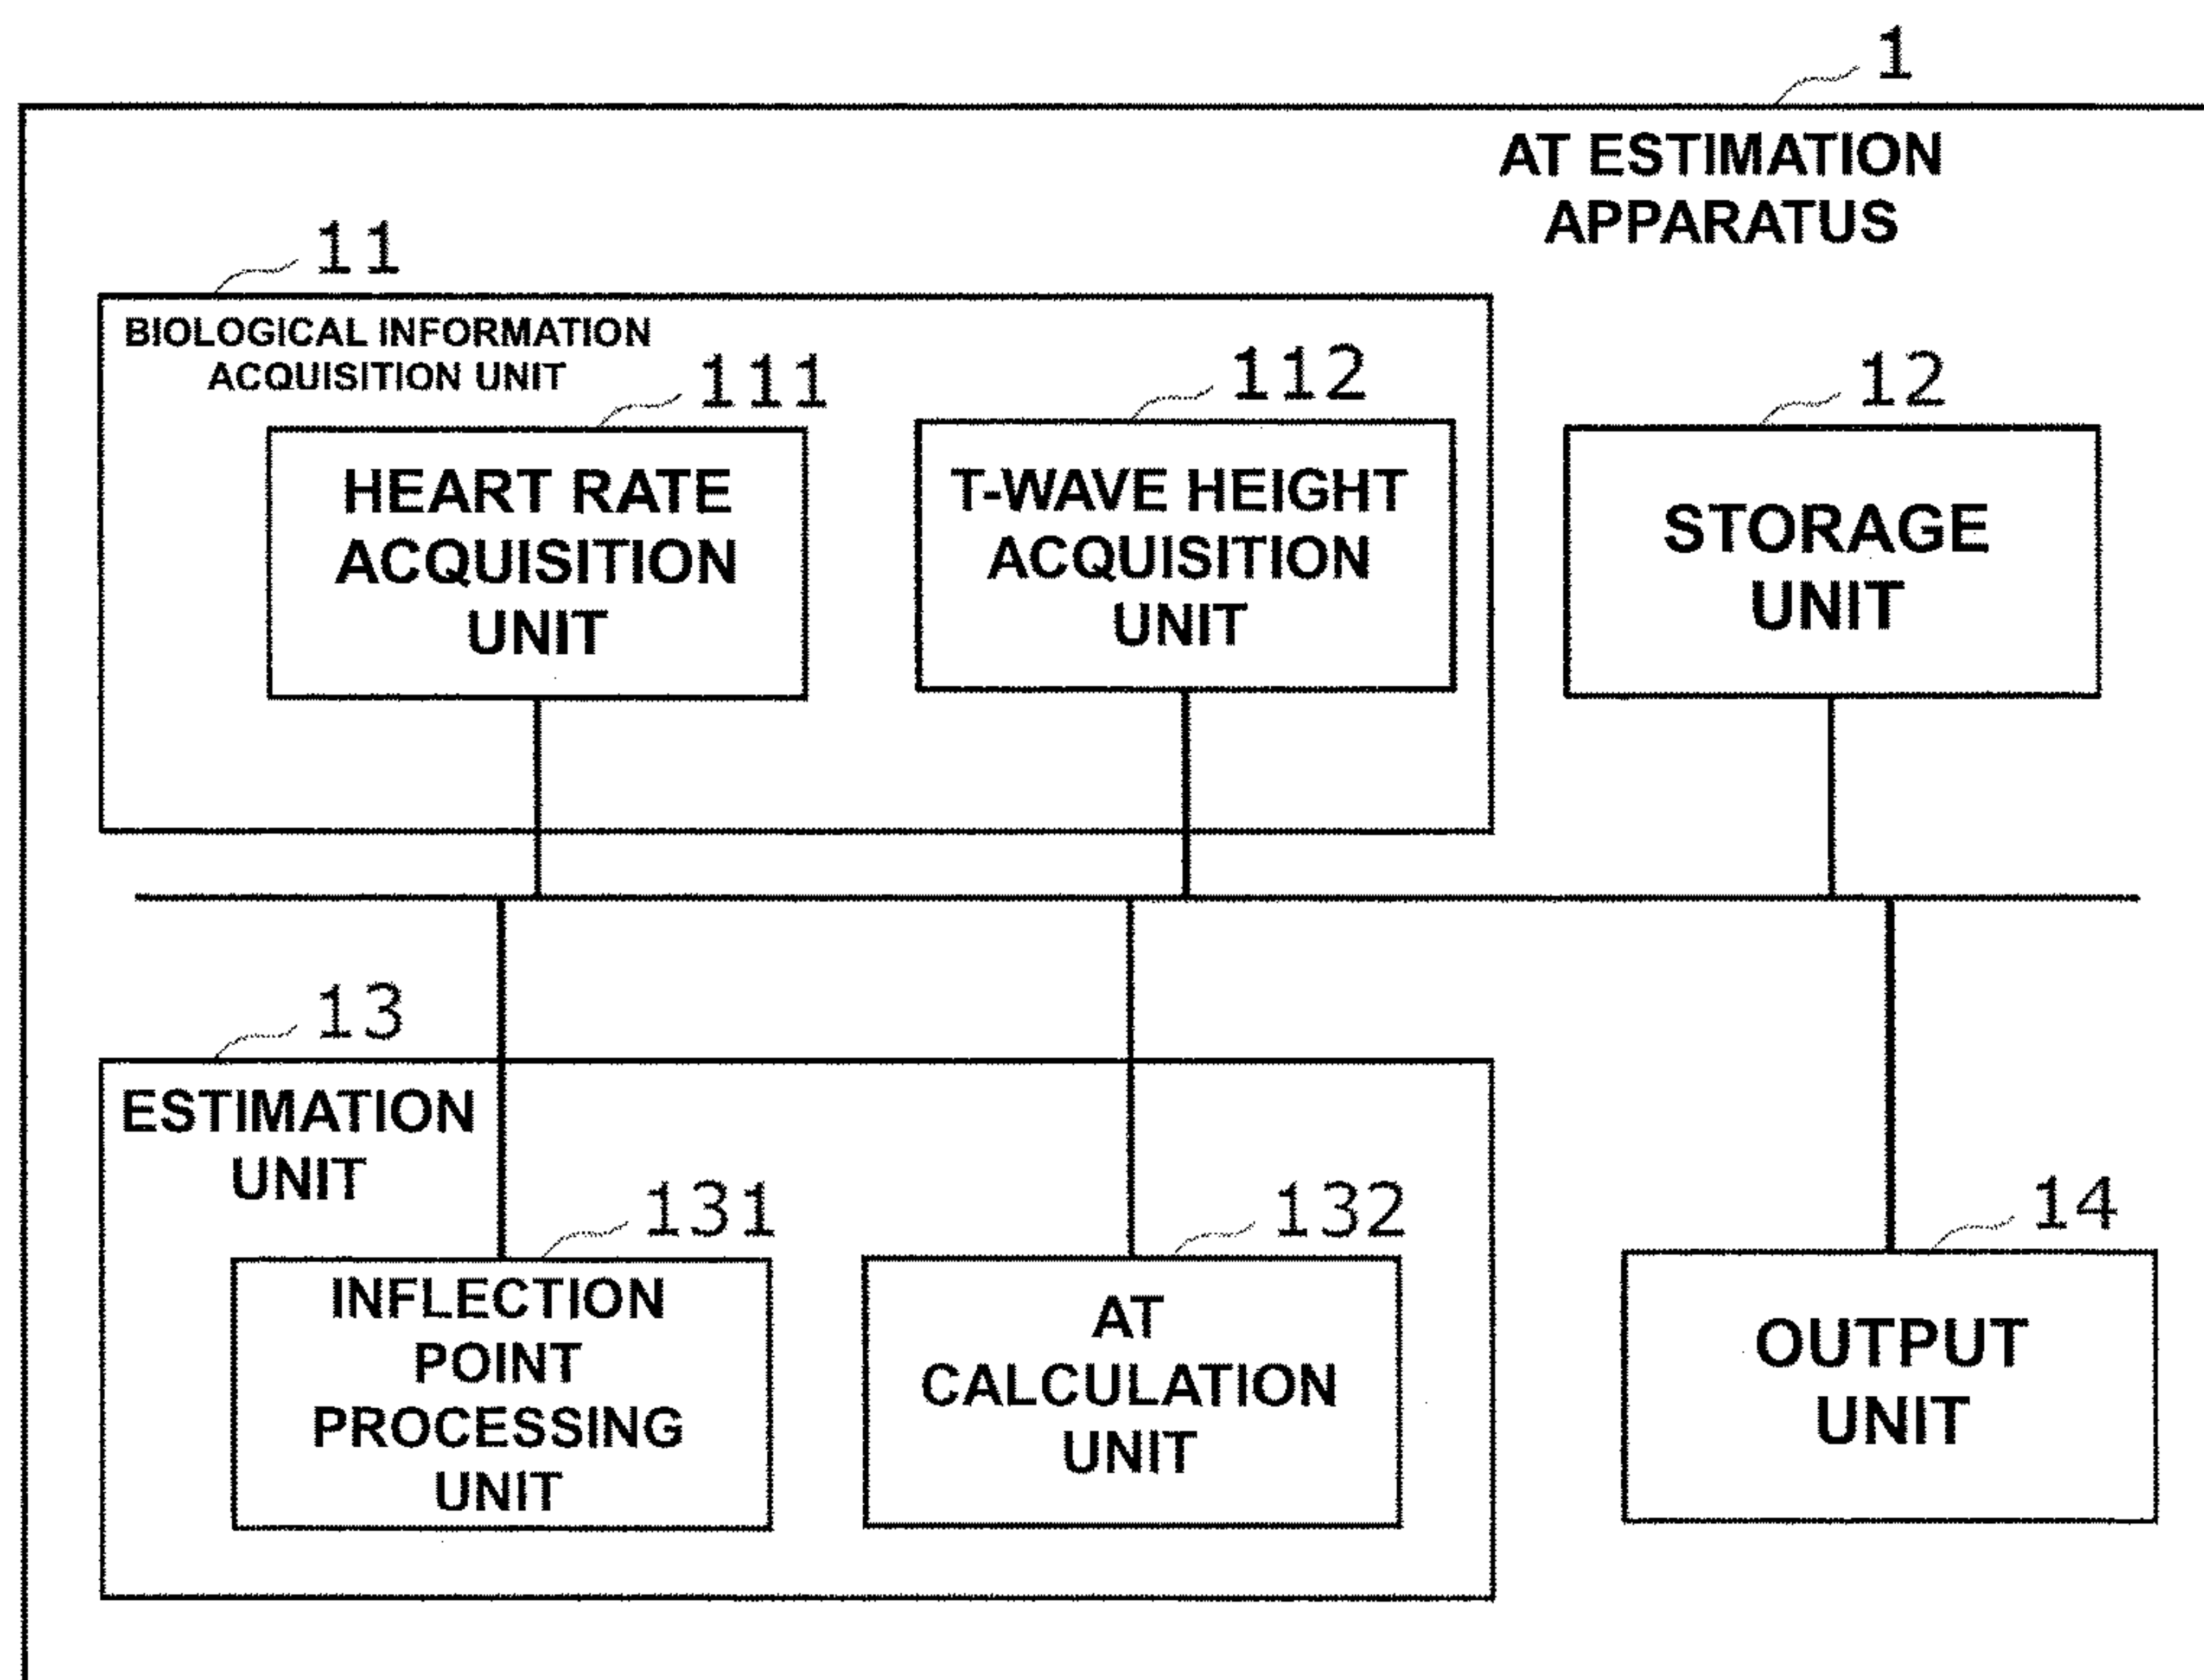 1
AT ESTIMATION
APPARATUS
11
BIOLOGICAL INFORMATION
ACQUISITION UNIT
111
HEART RATE
ACQUISITION
UNIT
112
T-WAVE HEIGHT
ACQUISITION
UNIT
12
STORAGE
UNIT
13
ESTIMATION
UNIT
131
INFLECTION
POINT
PROCESSING
UNIT
132
AT
CALCULATION
UNIT
14
OUTPUT
UNIT